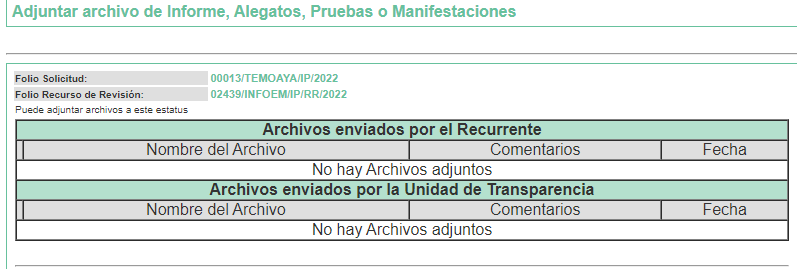 Adjuntar archivo de Informe, Alegatos, Pruebas o Manifestaciones
Folio Solicitud: 00013/TEMOAYA/IP/2022
Folio Recurso de Revisión: 02439/INFOEM/IP/RR/2022
Puede adjuntar archivos a este estatus
Archivos enviados por el Recurrente
Nombre del Archivo Comentarios Fecha
No hay Archivos adjuntos
Archivos enviados por la Unidad de Transparencia
Nombre del Archivo Comentarios Fecha
No hay Archivos adjuntos